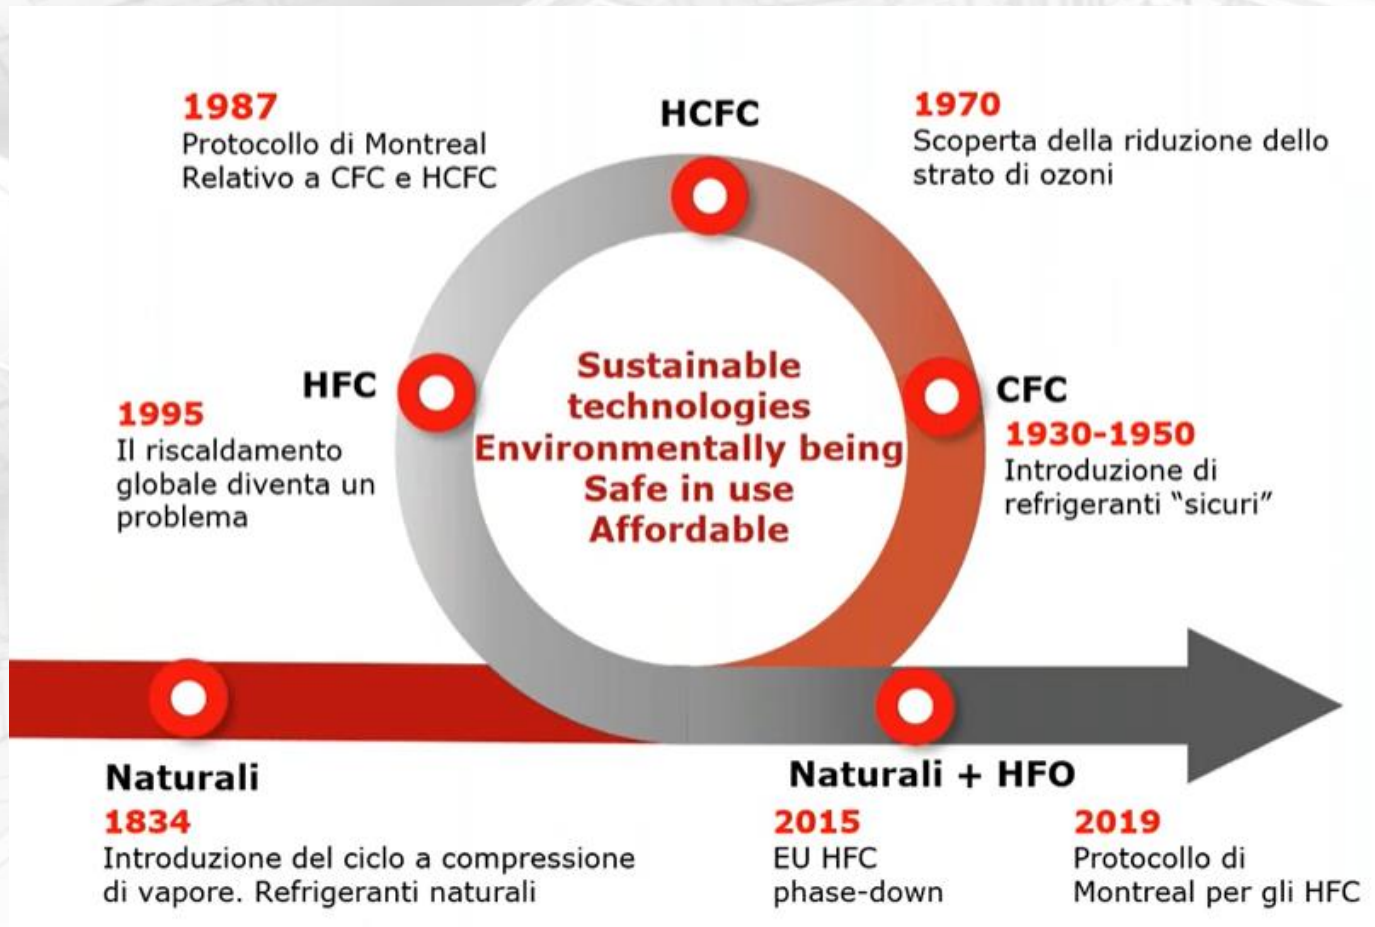 1987
Protocollo di Montreal
Relativo a CFC e HCFC
HCFC
1970
Scoperta della riduzione dello
strato di ozoni
HFC
1995
Il riscaldamento
globale diventa un
problema
Sustainable
technologies
Environmentally being
Safe in use
Affordable
CFC
1930-1950
Introduzione di
refrigeranti “sicuri”
Naturali
1834
Introduzione del ciclo a compressione
di vapore. Refrigeranti naturali
Naturali + HFO
2015
EU HFC
phase-down
2019
Protocollo di
Montreal per gli HFC